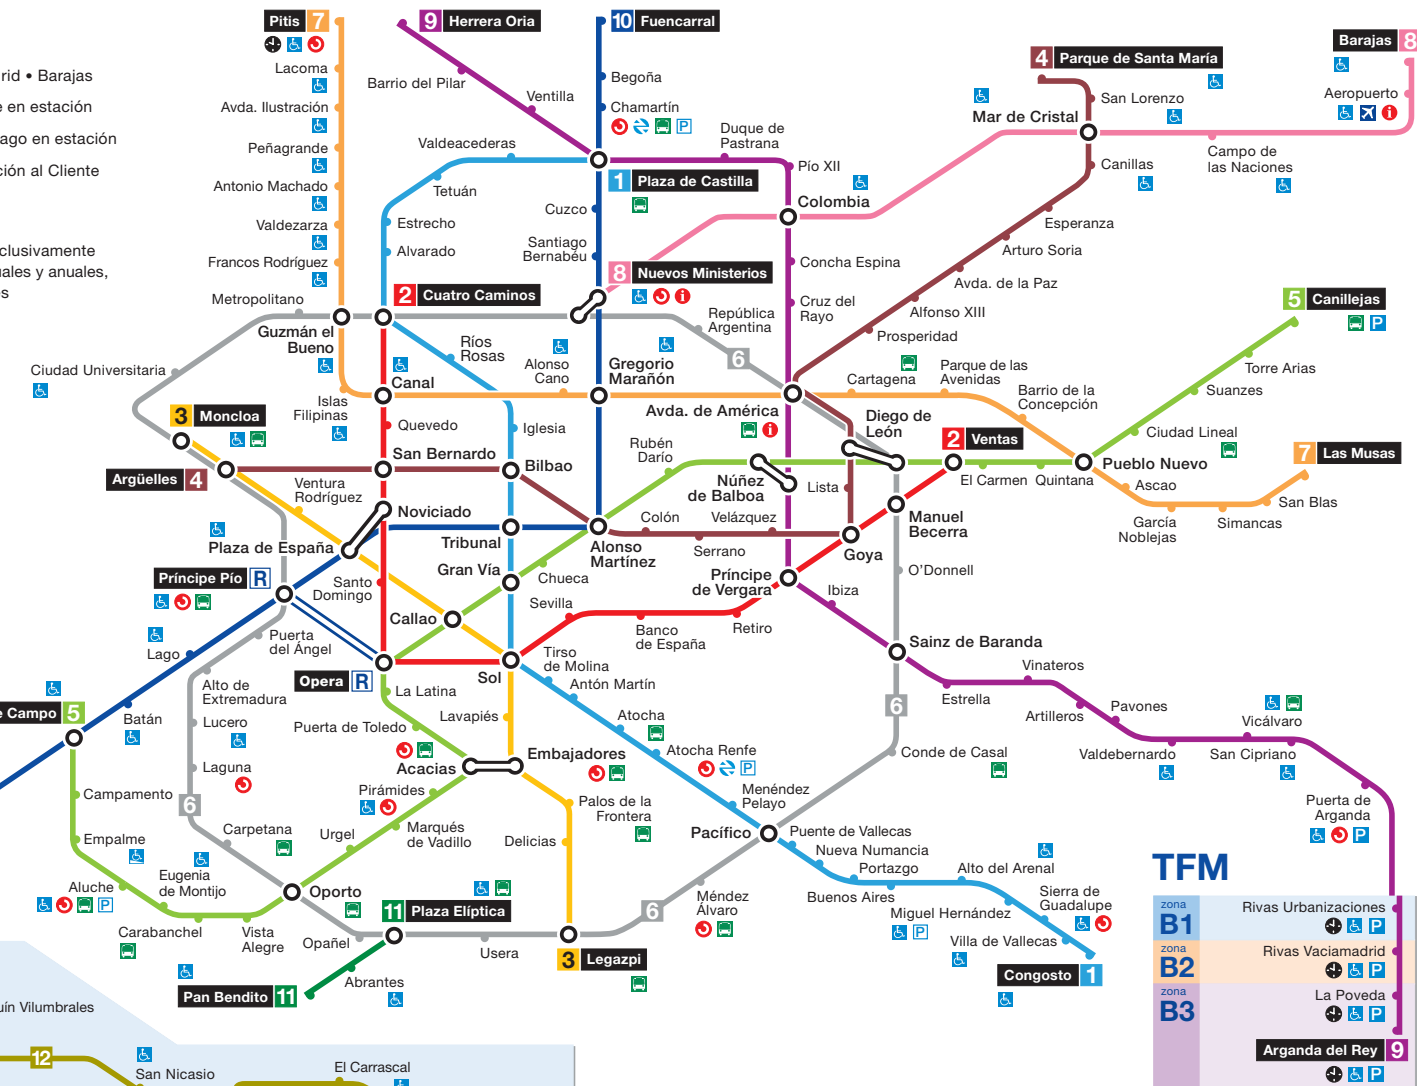 Pitis 7
9 Herrera Oria
10 Fuencarral
Barajas 8
4 Parque de Santa María
rid • Barajas
e en estación
ago en estación
ción al Cliente
clusivamente
uales y anuales,
s
Lacoma
Avda. Ilustración
Peñagrande
Antonio Machado
Valdezarza
Francos Rodríguez
Barrio del Pilar
Ventilla
Begoña
Chamartín
P
Duque de
Pastrana
Pío XII
Valdeacederas
Tetuán
Estrecho
Alvarado
1 Plaza de Castilla
Cuzco
Santiago
Bernabéu
Colombia
Mar de Cristal
San Lorenzo
Canillas
Aeropuerto
i
Campo de
las Naciones
Esperanza
Arturo Soria
Avda. de la Paz
Alfonso XIII
Prosperidad
Concha Espina
Cruz del
Rayo
8 Nuevos Ministerios
i
República
Argentina
6
2 Cuatro Caminos
Metropolitano
Guzmán el
Bueno
Ciudad Universitaria
Ríos
Rosas
Alonso
Cano
Gregorio
Marañón
Canal
Islas
Filipinas
Quevedo
Iglesia
Avda. de América
i
Cartagena
Parque de las
Avenidas
Barrio de la
Concepción
5 Canillejas
P
Torre Arias
Suanzes
Ciudad Lineal
7 Las Musas
Pueblo Nuevo
Ascao
García
Noblejas
Simancas
San Blas
3 Moncloa
Argüelles 4
San Bernardo
Bilbao
Ventura
Rodríguez
Noviciado
Plaza de España
Rubén
Darío
Núñez
de Balboa
Diego de
León
2 Ventas
El Carmen
Quintana
Lista
Manuel
Becerra
Colón
Velázquez
Serrano
Goya
Tribunal
Alonso
Martínez
Gran Vía
Chueca
Príncipe
de Vergara
O'Donnell
Príncipe Pío R
Santo
Domingo
Callao
Sevilla
Banco
de España
Retiro
Ibiza
Sainz de Baranda
Puerta
del Ángel
Lago
Opera R
Sol
Tirso
de Molina
Antón Martín
Alto de
Extremadura
La Latina
Lavapiés
Atocha
Puerta de Toledo
Atocha Renfe
P
Estrella
Vinateros
Artilleros
Pavones
Valdebernardo
Vicálvaro
San Cipriano
e Campo 5
Batán
Lucero
Laguna
Acacias
Embajadores
6
Conde de Casal
Menéndez
Pelayo
Campamento
6
Pirámides
Palos de la
Frontera
Puerta de
Arganda
P
Empalme
Carpetana
Urgel
Marqués
de Vadillo
Delicias
Pacífico
Puente de Vallecas
Nueva Numancia
Portazgo
Alto del Arenal
Buenos Aires
TFM
Aluche
P
Eugenia
de Montijo
Oporto
Méndez
Álvaro
6
Miguel Hernández
P
Sierra de
Guadalupe
Villa de Vallecas
Congosto 1
Carabanchel
Vista
Alegre
Opañel
11 Plaza Elíptica
Usera
3 Legazpi
Pan Bendito 11
Abrantes
zona
B1
Rivas Urbanizaciones
P
zona
B2
Rivas Vaciamadrid
P
zona
B3
La Poveda
P
Arganda del Rey 9
P
uín Vilumbrales
12
San Nicasio
El Carrascal